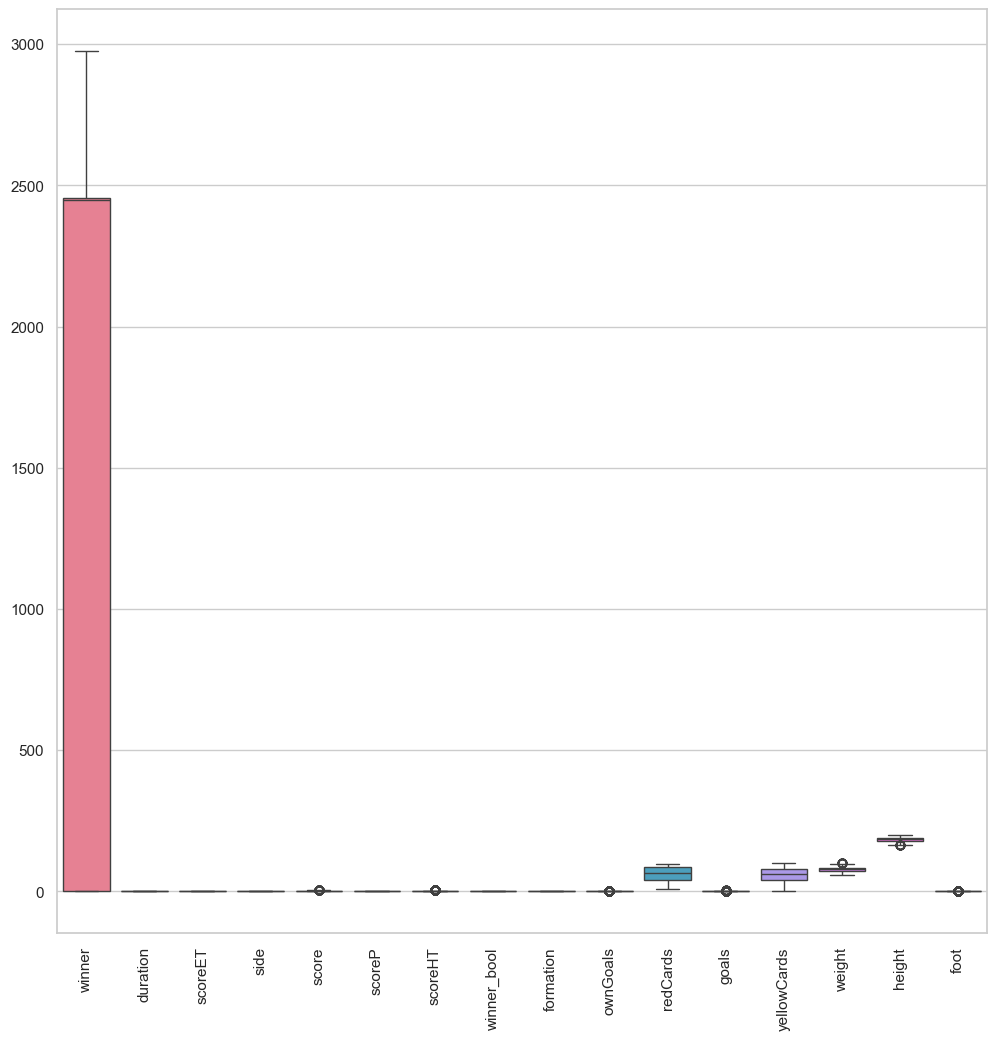 3000
2500
2000
1500
1000
500
0
winner
duration
scoreET
side
score
scoreP
scoreHT
winner_bool
formation
ownGoals
redCards
goals
yellowCards
weight
height
foot